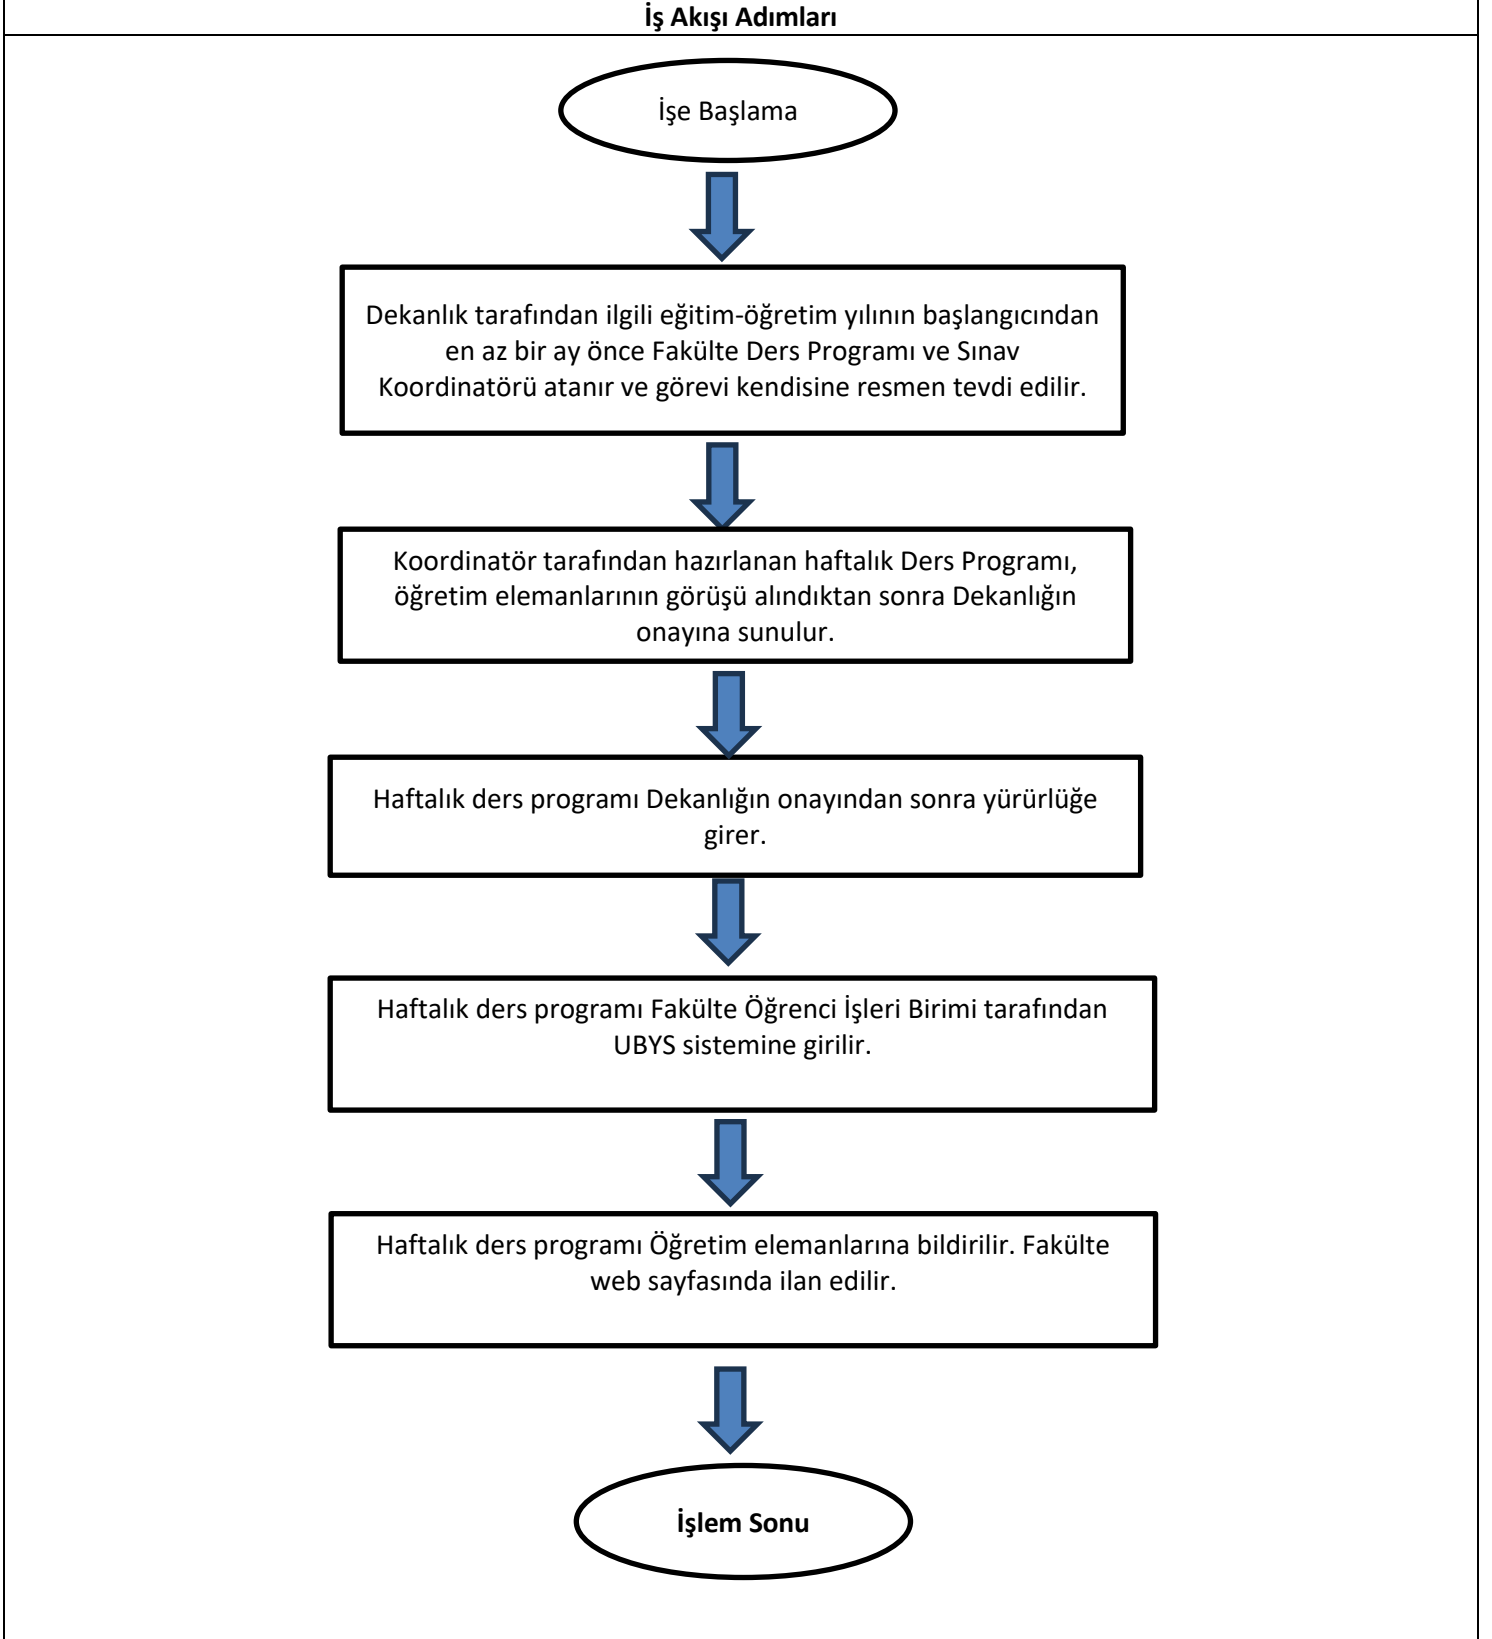 İş Akışı Adımları
İşe Başlama
Dekanlık tarafından ilgili eğitim-öğretim yılının başlangıcından
en az bir ay önce Fakülte Ders Programı ve Sınav
Koordinatörü atanır ve görevi kendisine resmen tevdi edilir.
Koordinatör tarafından hazırlanan haftalık Ders Programı,
öğretim elemanlarının görüşü alındıktan sonra Dekanlığın
onayına sunulur.
Haftalık ders programı Dekanlığın onayından sonra yürürlüğe
girer.
Haftalık ders programı Fakülte Öğrenci İşleri Birimi tarafından
UBYS sistemine girilir.
Haftalık ders programı Öğretim elemanlarına bildirilir. Fakülte
web sayfasında ilan edilir.
İşlem Sonu